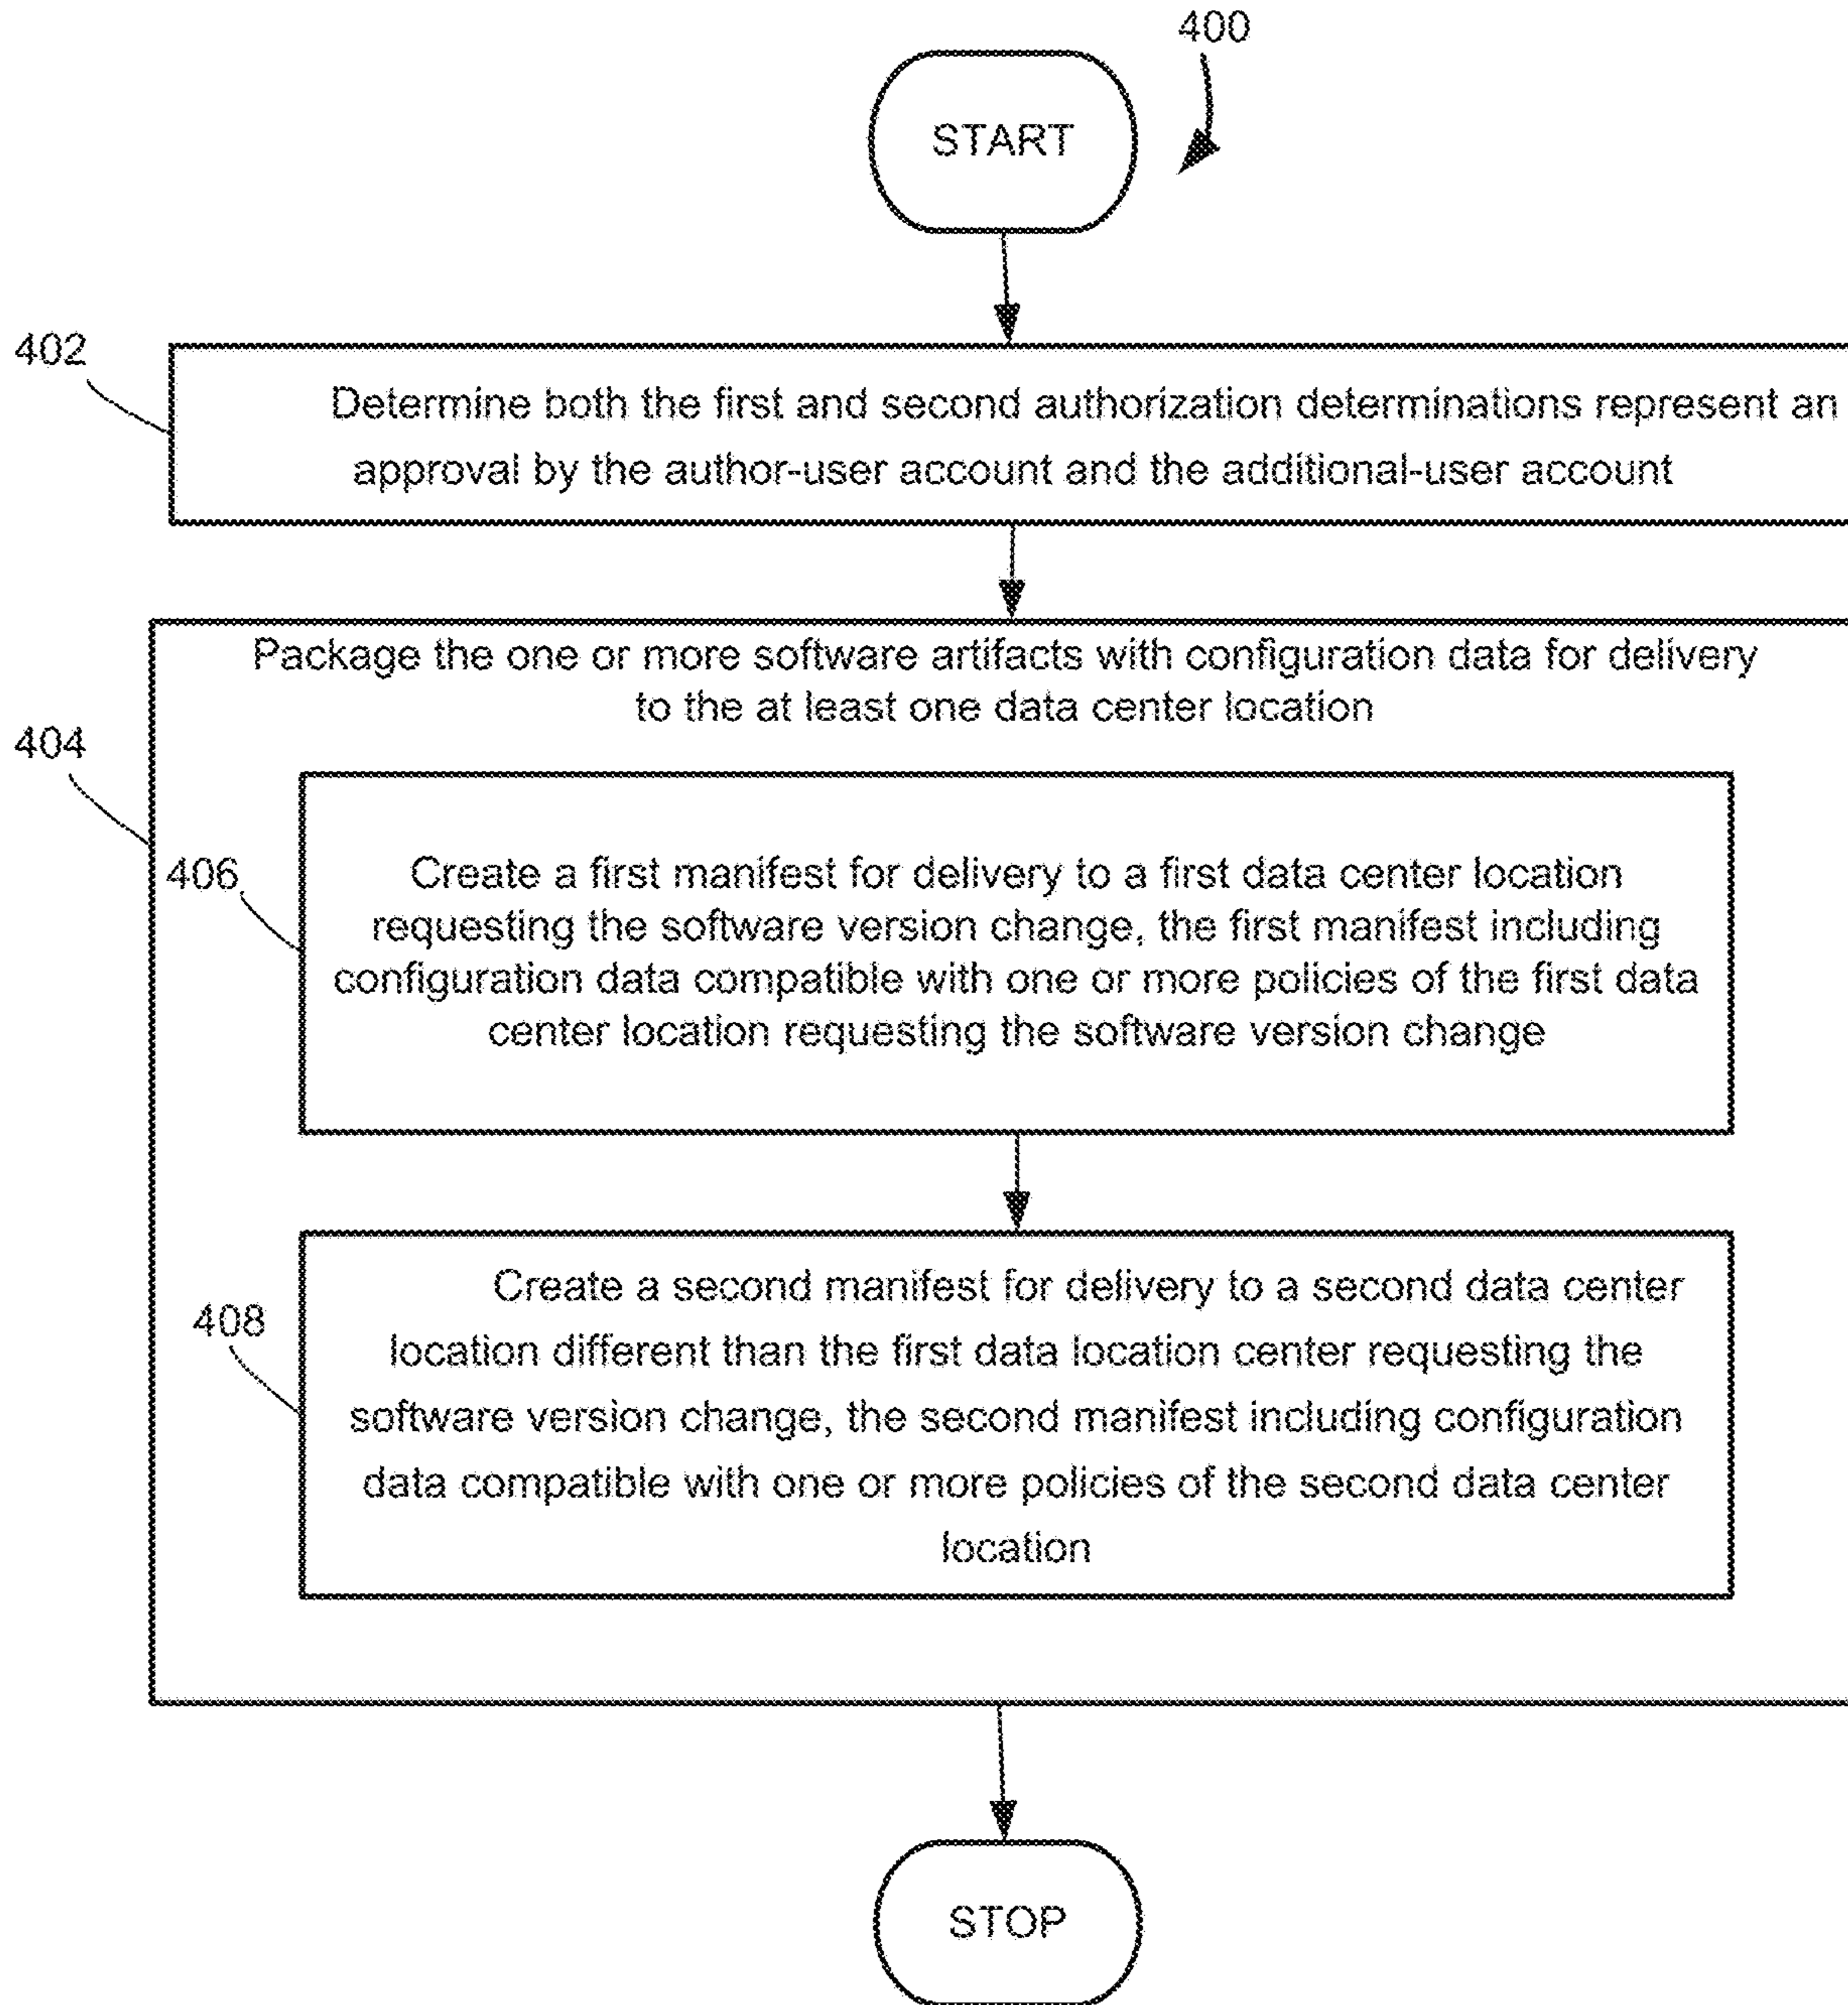 400
START
402
Determine both the first and second authorization determinations represent an
approval by the author-user account and the additional-user account
Package the one or more software artifacts with configuration data for delivery
to the at least one data center location
404
406
Create a first manifest for delivery to a first data center location
requesting the software version change, the first manifest including
configuration data compatible with one or more policies of the first data
center location requesting the software version change
408
Create a second manifest for delivery to a second data center
location different than the first data location center requesting the
software version change, the second manifest including configuration
data compatible with one or more policies of the second data center
location
STOP